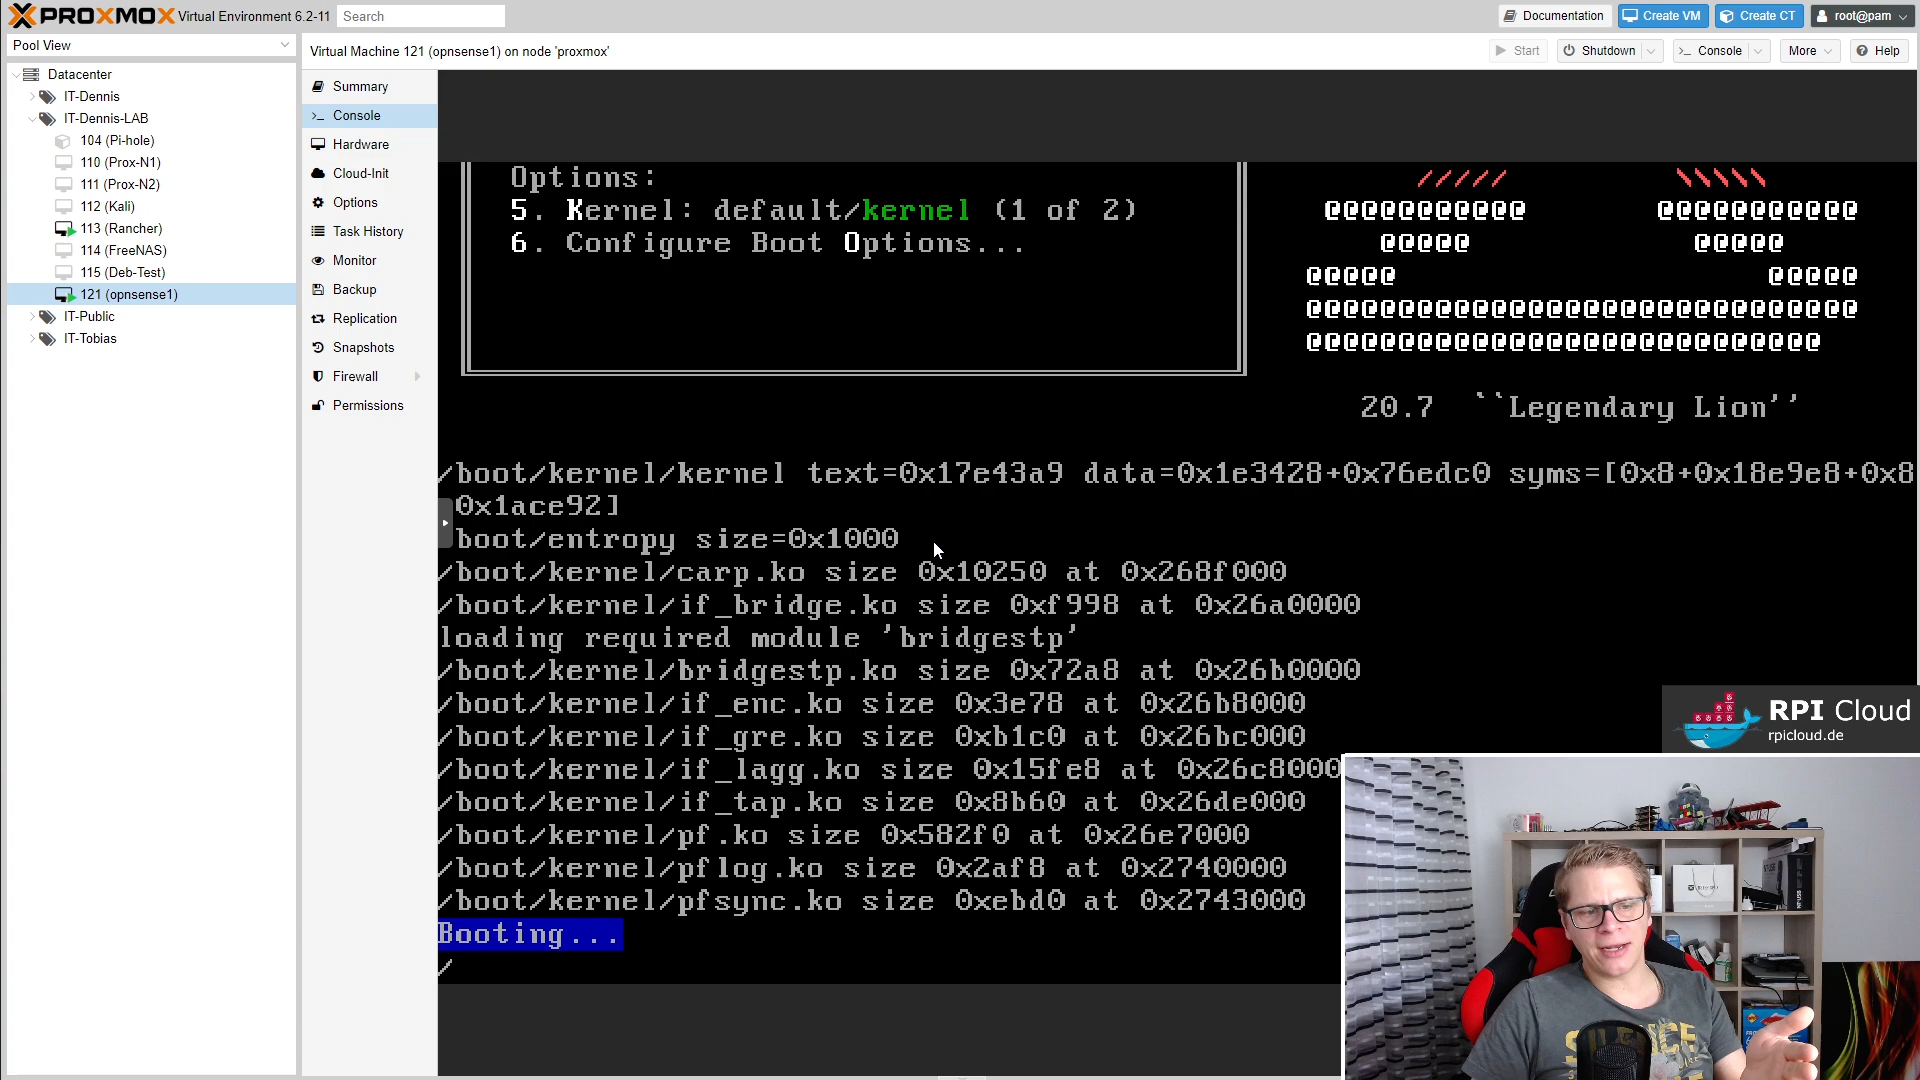 PROXMOX Virtual Environment 6.2-11 Search
Documentation Create VM Create CT root@pam
Pool View
Virtual Machine 121 (opnsense1) on node 'proxmox'
Start Shutdown Console More Help
Datacenter
IT-Dennis
IT-Dennis-LAB
104 (Pi-hole)
110 (Prox-N1)
111 (Prox-N2)
112 (Kali)
113 (Rancher)
114 (FreeNAS)
115 (Deb-Test)
121 (opnsense1)
IT-Public
IT-Tobias
Summary
Console
Hardware
Cloud-Init
Options
Task History
Monitor
Backup
Replication
Snapshots
Firewall
Permissions
Options:
5. Kernel: default/kernel (1 of 2)
6. Configure Boot Options...
///// \\\\\
@@@@@@@@@@@ @@@@@@@@@@@
@@@@@ @@@@@
@@@@@ @@@@@
@@@@@@@@@@@@@@@@@@@@@@@@@@@@@@
@@@@@@@@@@@@@@@@@@@@@@@@@@@@
20.7 ``Legendary Lion''
/boot/kernel/kernel text=0x17e43a9 data=0x1e3428+0x76edc0 syms=[0x8+0x18e9e8+0x8
0x1ace92]
boot/entropy size=0x1000
/boot/kernel/carp.ko size 0x10250 at 0x268f000
/boot/kernel/if_bridge.ko size 0xf998 at 0x26a0000
loading required module 'bridgestp'
/boot/kernel/bridgestp.ko size 0x72a8 at 0x26b0000
/boot/kernel/if_enc.ko size 0x3e78 at 0x26b8000
/boot/kernel/if_gre.ko size 0xb1c0 at 0x26bc000
/boot/kernel/if_lagg.ko size 0x15fe8 at 0x26c8000
/boot/kernel/if_tap.ko size 0x8b60 at 0x26de000
/boot/kernel/pf.ko size 0x582f0 at 0x26e7000
/boot/kernel/pflog.ko size 0x2af8 at 0x2740000
/boot/kernel/pfsync.ko size 0xebd0 at 0x2743000
Booting...
/
RPI Cloud
rpicloud.de
SILENCE